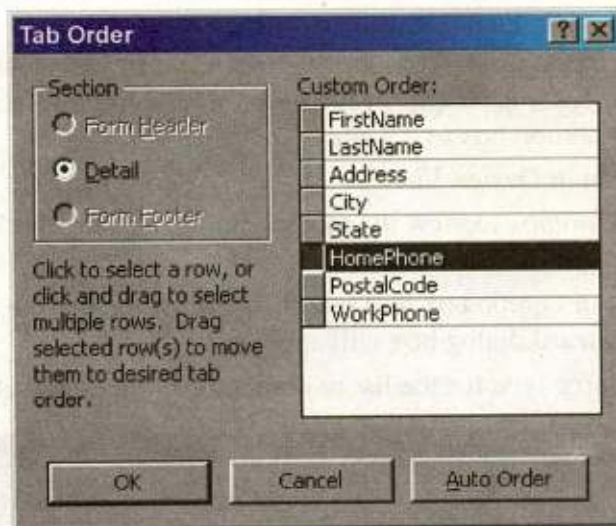 Tab Order
Section
Form Header
Detail
Form Footer
Click to select a row, or
click and drag to select
multiple rows. Drag
selected row(s) to move
them to desired tab
order.
Custom Order:
FirstName
LastName
Address
City
State
HomePhone
PostalCode
WorkPhone
OK
Cancel
Auto Order